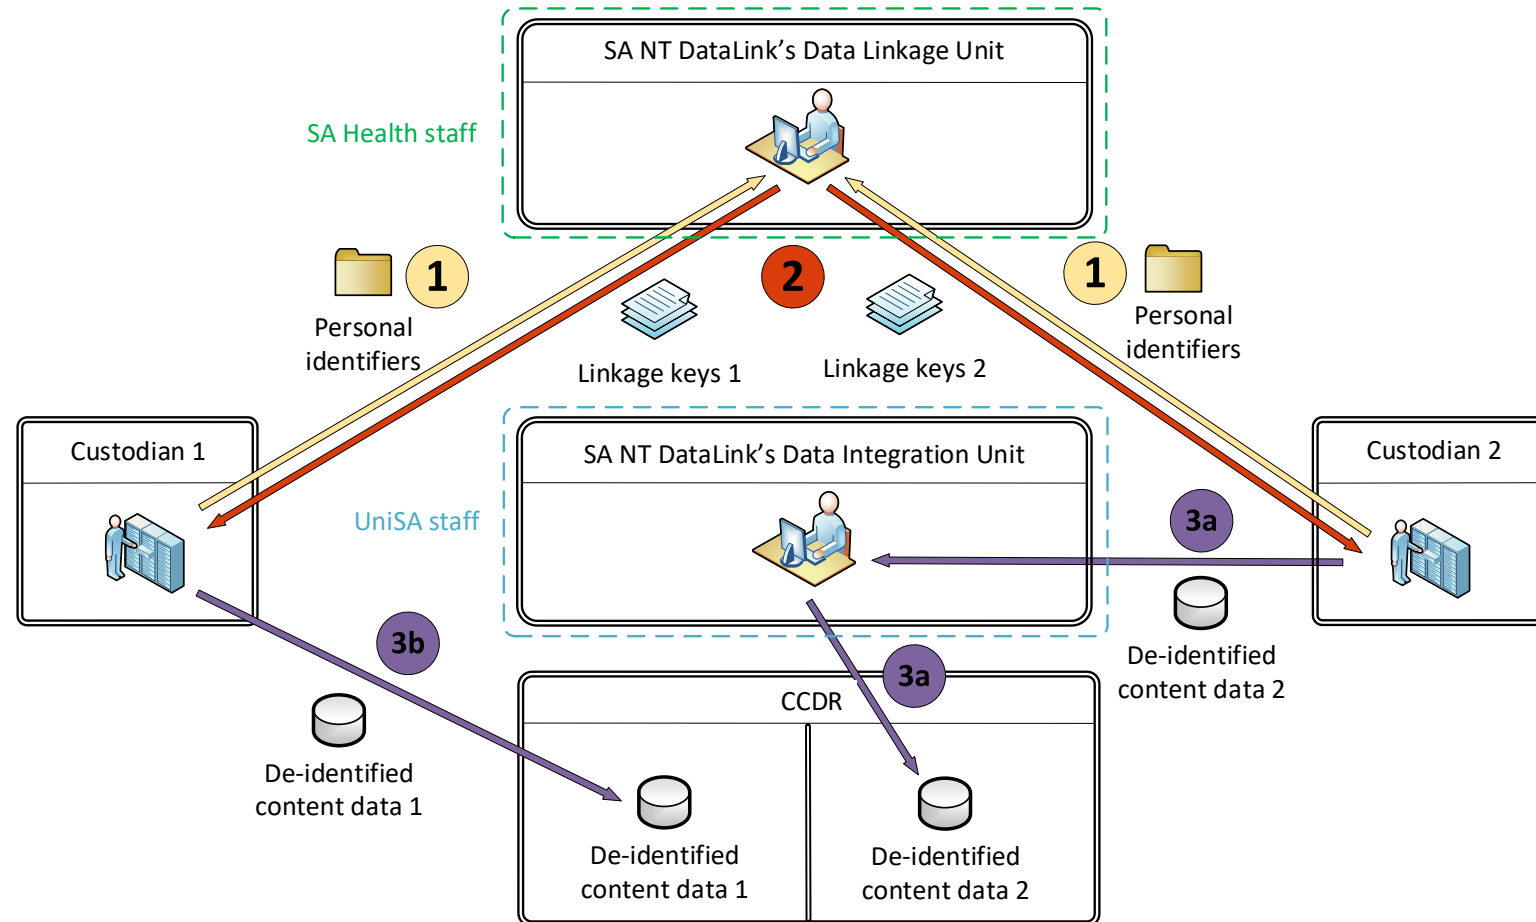 SA NT DataLink’s Data Linkage Unit
SA Health staff
1
Personal
identifiers
2
1
Personal
identifiers
Linkage keys 1
Linkage keys 2
Custodian 1
SA NT DataLink’s Data Integration Unit
Custodian 2
UniSA staff
3a
3b
De-identified
content data 2
3a
CCDR
De-identified
content data 1
De-identified
content data 1
De-identified
content data 2